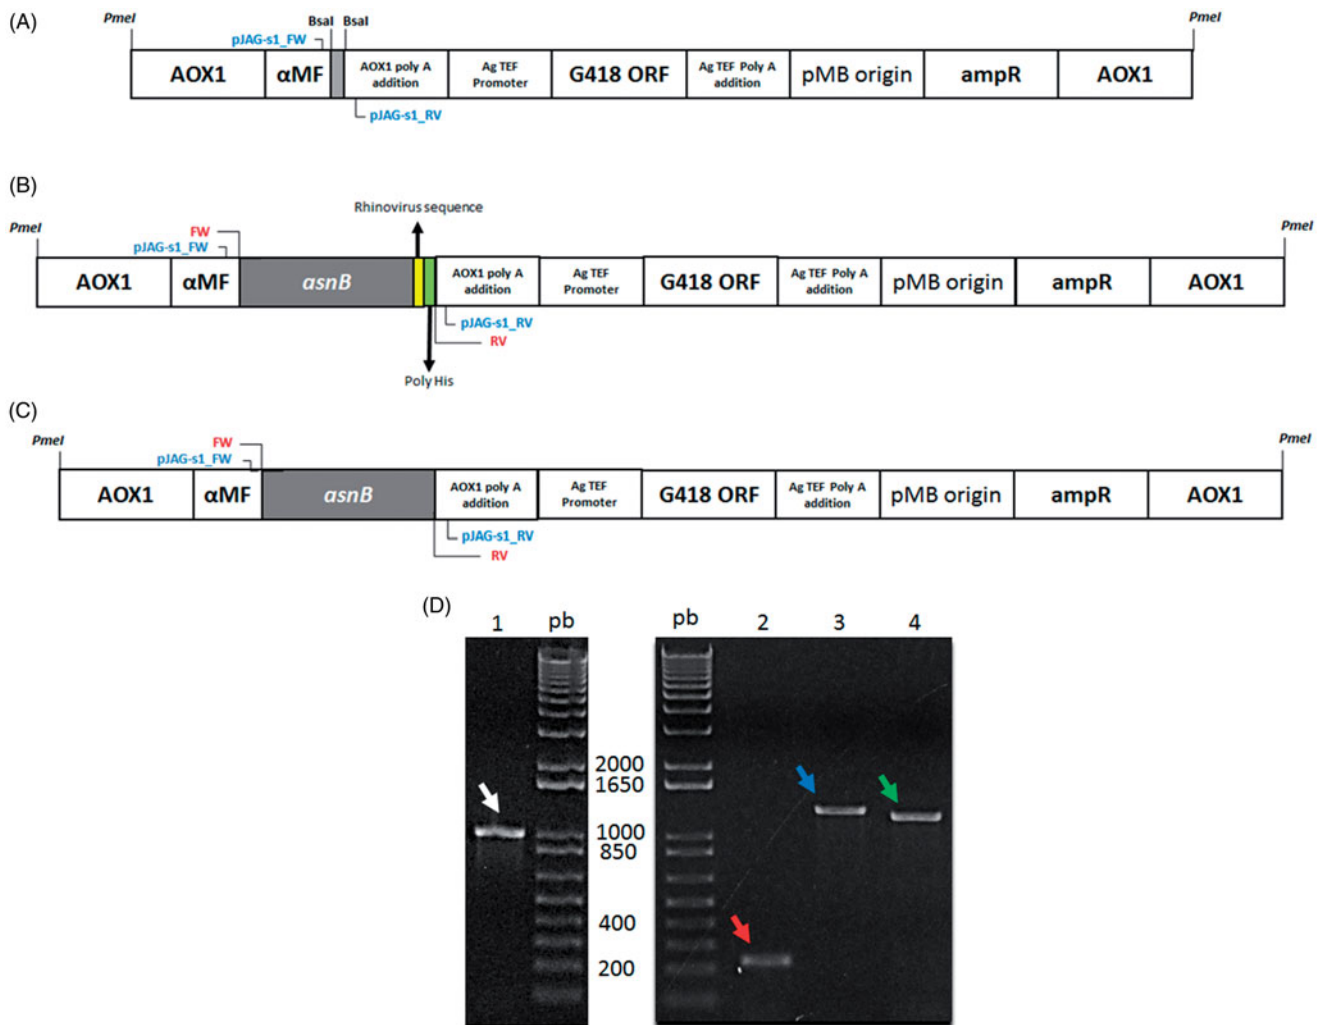 (A)
PmeI
BsaI BsaI
PmeI
pJAG-s1_FW
AOX1 αMF AOX1 poly A addition Ag TEF Promoter G418 ORF Ag TEF Poly A addition pMB origin ampR AOX1
pJAG-s1_RV
(B)
Rhinovirus sequence
PmeI
FW
PmeI
pJAG-s1_FW
AOX1 αMF asnB AOX1 poly A addition Ag TEF Promoter G418 ORF Ag TEF Poly A addition pMB origin ampR AOX1
pJAG-s1_RV
RV
Poly His
(C)
PmeI
FW
PmeI
pJAG-s1_FW
AOX1 αMF asnB AOX1 poly A addition Ag TEF Promoter G418 ORF Ag TEF Poly A addition pMB origin ampR AOX1
pJAG-s1_RV
RV
(D)
1 pb pb 2 3 4
2000
1650
1000
850
400
200